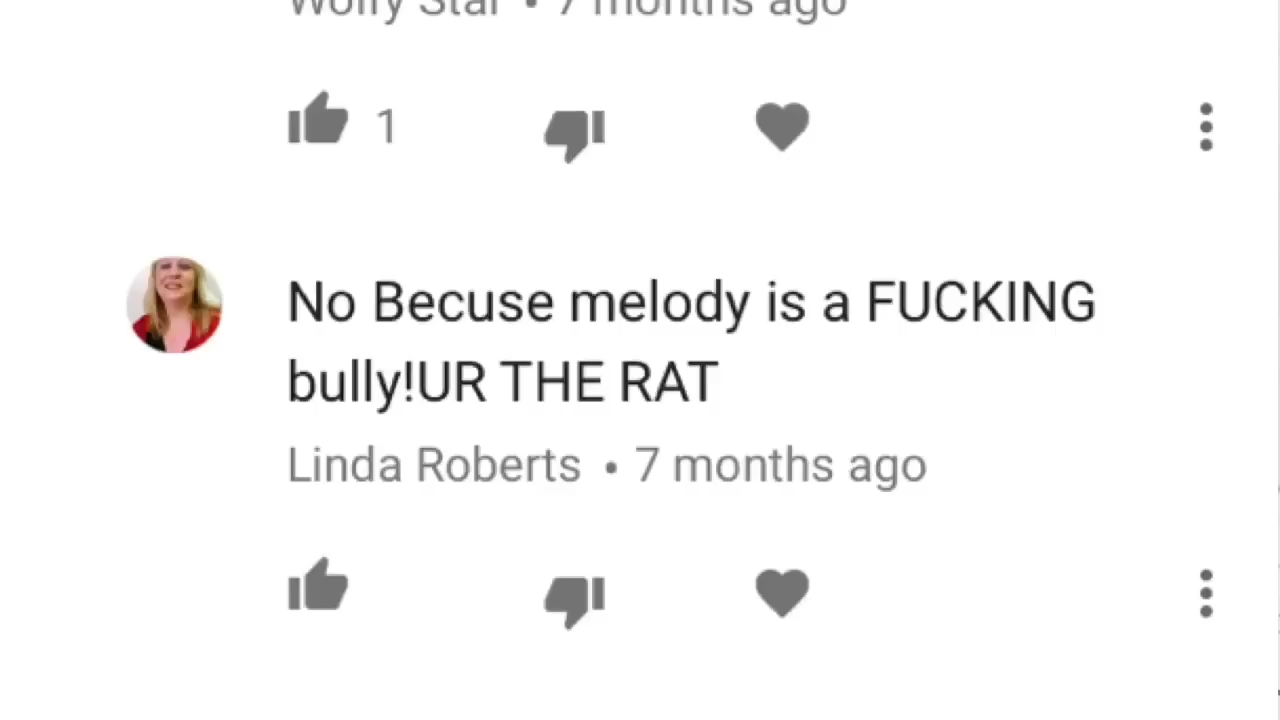 Wolfy Star • 7 months ago
1
No Becuse melody is a FUCKING
bully!UR THE RAT
Linda Roberts • 7 months ago